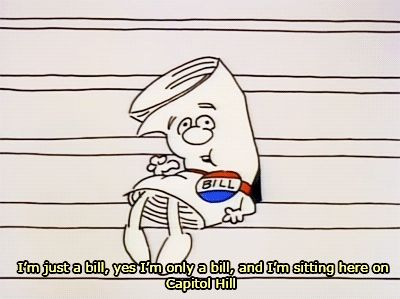 BILL
I'm just a bill, yes I'm only a bill, and I'm sitting here on
Capitol Hill